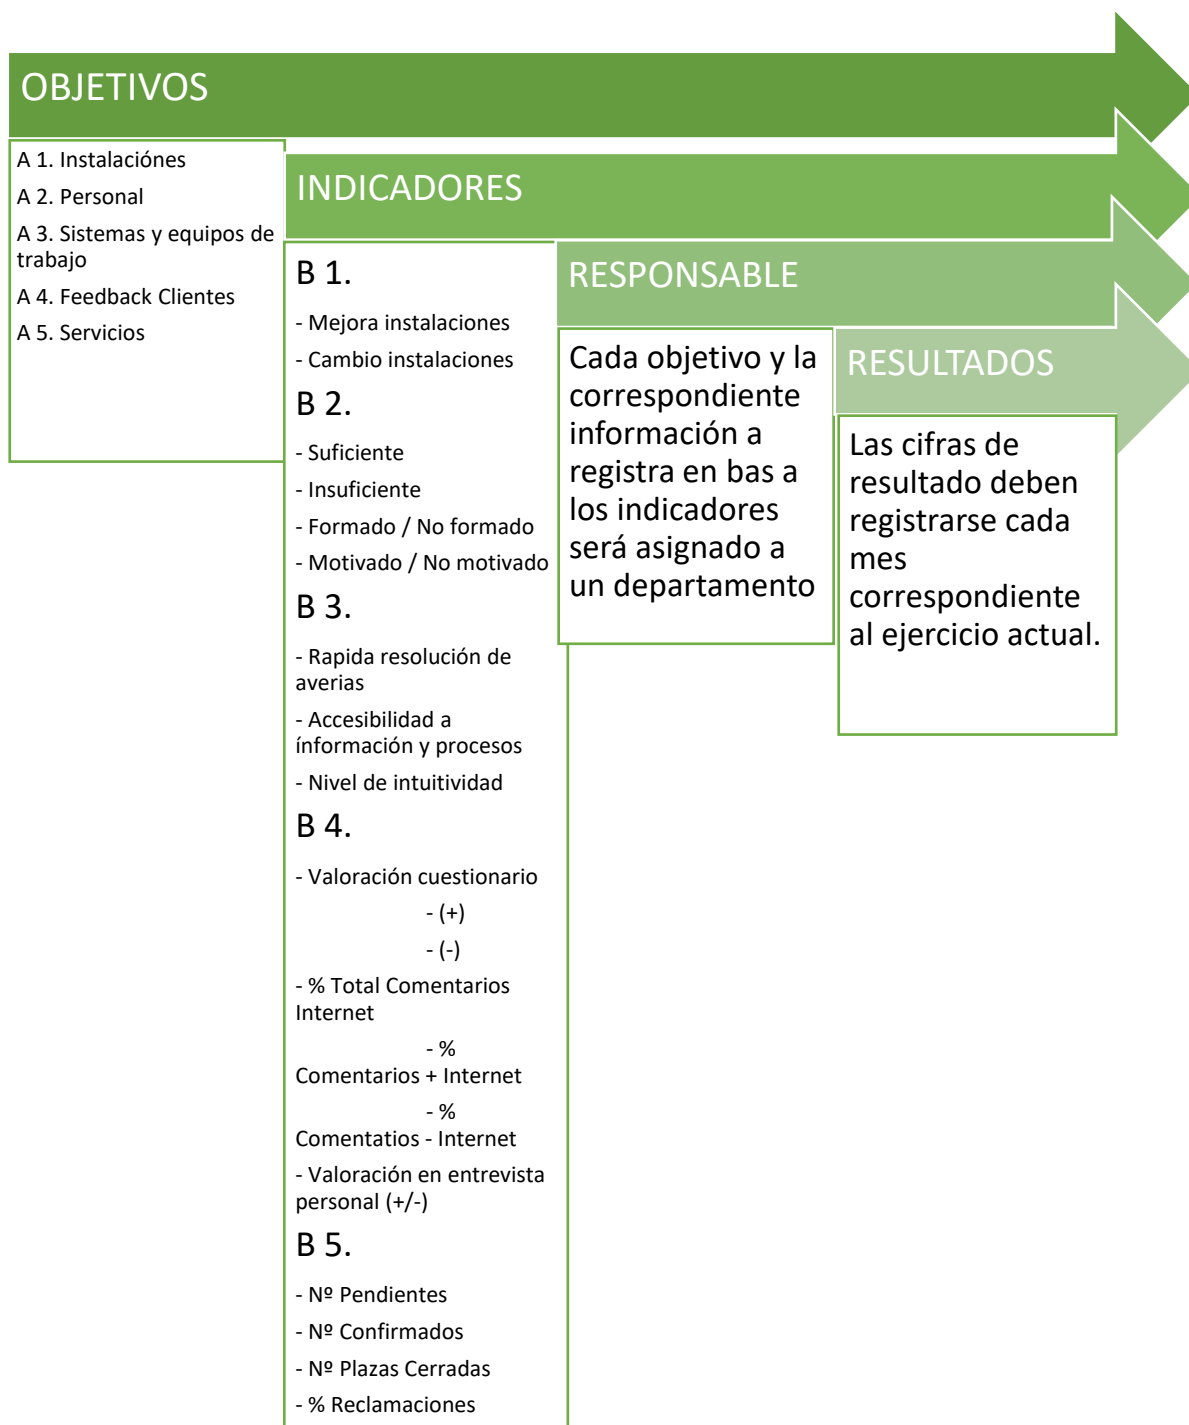 OBJETIVOS
A 1. Instalaciónes
A 2. Personal
A 3. Sistemas y equipos de
trabajo
A 4. Feedback Clientes
A 5. Servicios
INDICADORES
B 1.
- Mejora instalaciones
- Cambio instalaciones
B 2.
- Suficiente
- Insuficiente
- Formado / No formado
- Motivado / No motivado
B 3.
- Rapida resolución de
averias
- Accesibilidad a
ínformación y procesos
- Nivel de intuitividad
B 4.
- Valoración cuestionario
- (+)
- (-)
- % Total Comentarios
Internet
- %
Comentarios + Internet
- %
Comentatios - Internet
- Valoración en entrevista
personal (+/-)
B 5.
- Nº Pendientes
- Nº Confirmados
- Nº Plazas Cerradas
- % Reclamaciones
RESPONSABLE
Cada objetivo y la
correspondiente
información a
registra en bas a
los indicadores
será asignado a
un departamento
RESULTADOS
Las cifras de
resultado deben
registrarse cada
mes
correspondiente
al ejercicio actual.